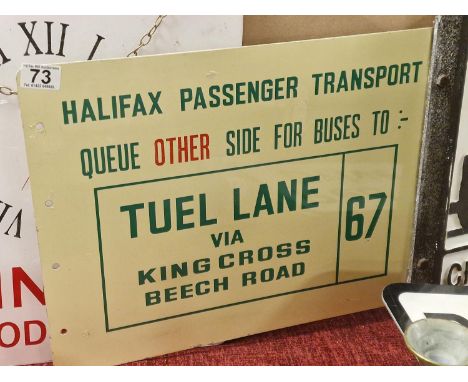 73
HALIFAX PASSENGER TRANSPORT
QUEUE OTHER SIDE FOR BUSES TO :-
TUEL LANE
VIA
KING CROSS
BEECH ROAD
67